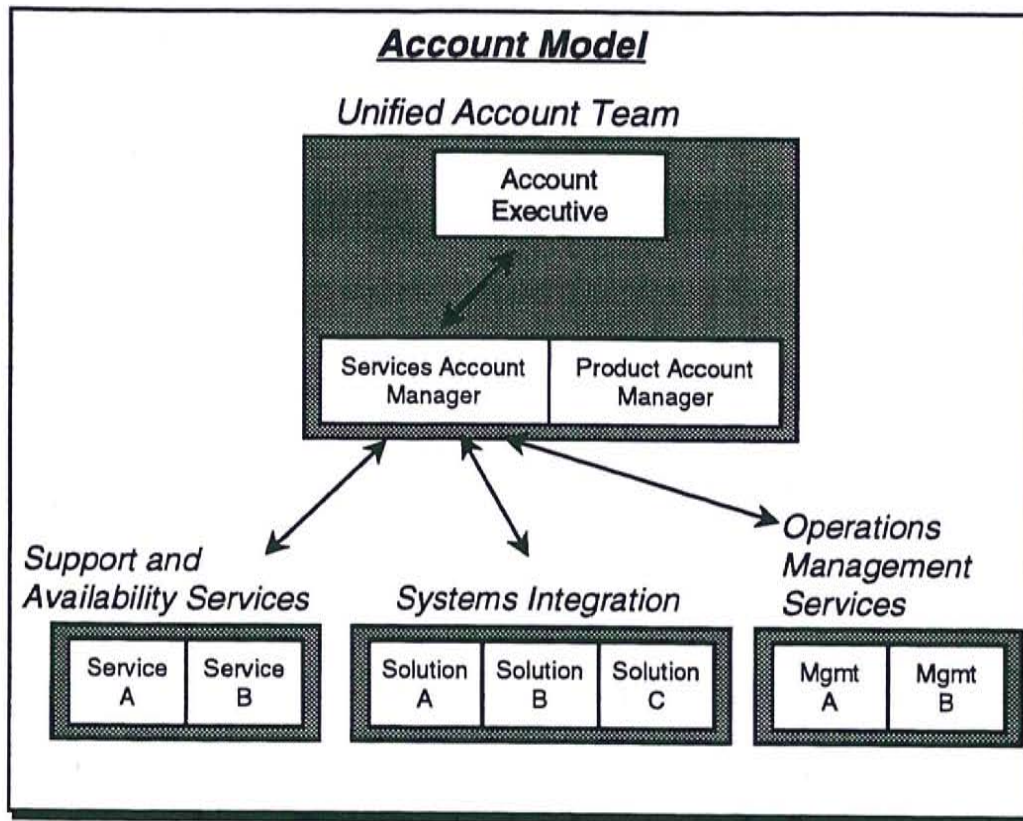 Account Model
Unified Account Team
Account
Executive
Services Account
Manager
Product Account
Manager
Support and
Availability Services
Systems Integration
Operations
Management
Services
Service
A
Service
B
Solution
A
Solution
B
Solution
C
Mgmt
A
Mgmt
B